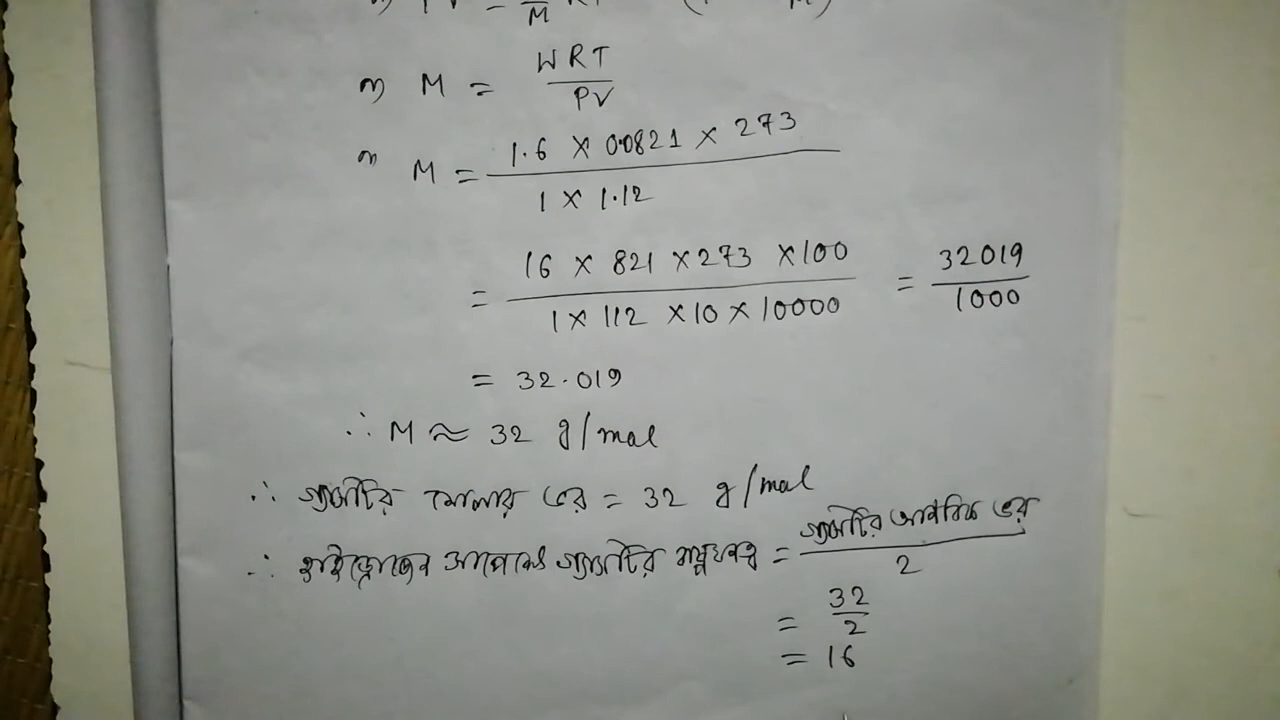 বা M = WRT / PV
বা M = 1.6 × 0.0821 × 273 / 1 × 1.12
= 16 × 821 × 273 × 100 / 1 × 112 × 10 × 10000 = 32019 / 1000
= 32.019
∴ M ≈ 32 g/mol
∴ গ্যাসটির মোলার ভর = 32 g/mol
∴ হাইড্রোজেন সাপেক্ষে গ্যাসটির বাষ্পঘনত্ব = গ্যাসটির আণবিক ভর / 2
= 32 / 2
= 16